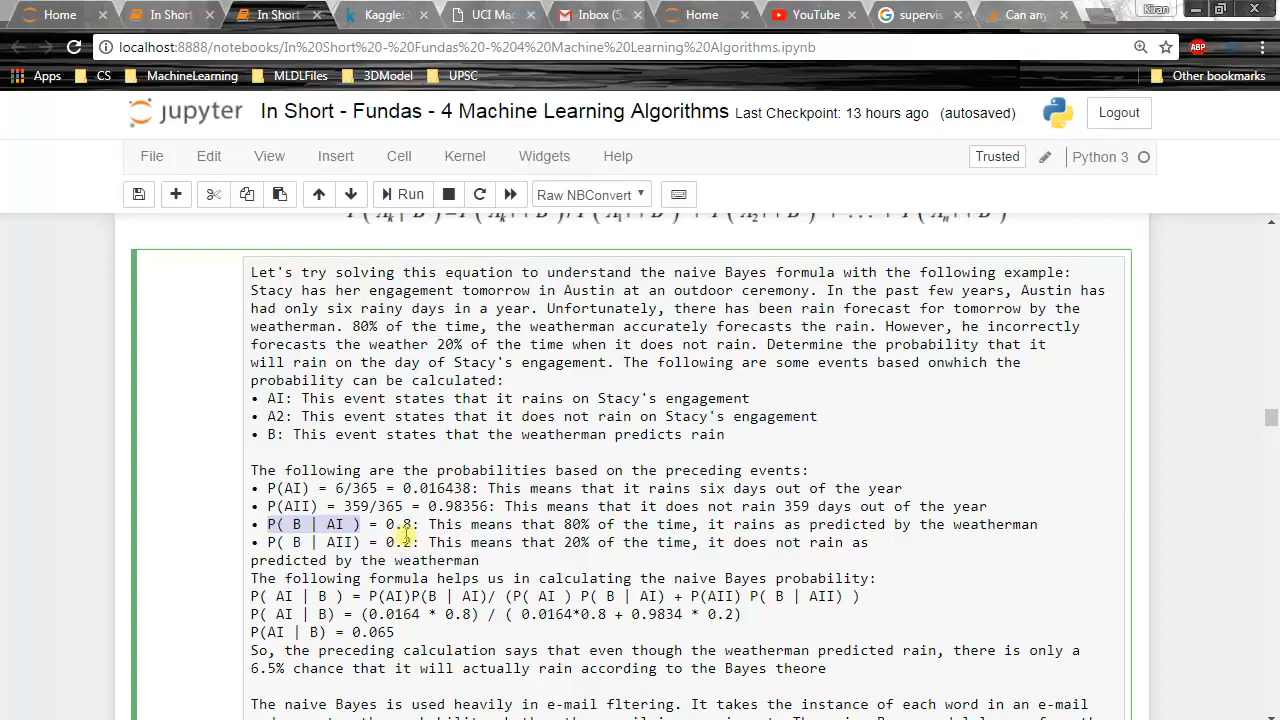 Home
In Short
In Short
Kaggle:
UCI Mac
Inbox (5
Home
YouTube
supervis
Can any
Kiran
localhost:8888/notebooks/In%20Short%20-%20Fundas%20-%204%20Machine%20Learning%20Algorithms.ipynb
ABP
Apps
CS
MachineLearning
MLDLFiles
3DModel
UPSC
Other bookmarks
jupyter
In Short - Fundas - 4 Machine Learning Algorithms Last Checkpoint: 13 hours ago (autosaved)
Logout
File Edit View Insert Cell Kernel Widgets Help
Trusted
Python 3
Run
Raw NBConvert
Let's try solving this equation to understand the naive Bayes formula with the following example:
Stacy has her engagement tomorrow in Austin at an outdoor ceremony. In the past few years, Austin has
had only six rainy days in a year. Unfortunately, there has been rain forecast for tomorrow by the
weatherman. 80% of the time, the weatherman accurately forecasts the rain. However, he incorrectly
forecasts the weather 20% of the time when it does not rain. Determine the probability that it
will rain on the day of Stacy's engagement. The following are some events based onwhich the
probability can be calculated:
• AI: This event states that it rains on Stacy's engagement
• A2: This event states that it does not rain on Stacy's engagement
• B: This event states that the weatherman predicts rain
The following are the probabilities based on the preceding events:
• P(AI) = 6/365 = 0.016438: This means that it rains six days out of the year
• P(AII) = 359/365 = 0.98356: This means that it does not rain 359 days out of the year
• P( B | AI ) = 0.8: This means that 80% of the time, it rains as predicted by the weatherman
• P( B | AII) = 0.2: This means that 20% of the time, it does not rain as
predicted by the weatherman
The following formula helps us in calculating the naive Bayes probability:
P( AI | B ) = P(AI)P(B | AI)/ (P( AI ) P( B | AI) + P(AII) P( B | AII) )
P( AI | B) = (0.0164 * 0.8) / ( 0.0164*0.8 + 0.9834 * 0.2)
P(AI | B) = 0.065
So, the preceding calculation says that even though the weatherman predicted rain, there is only a
6.5% chance that it will actually rain according to the Bayes theore
The naive Bayes is used heavily in e-mail fltering. It takes the instance of each word in an e-mail